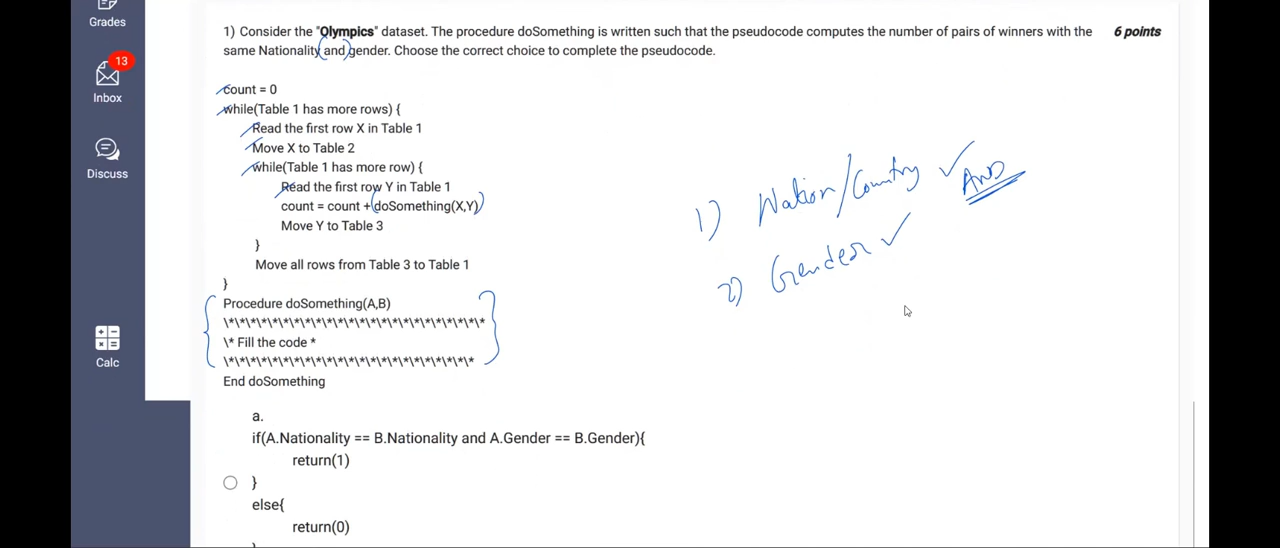 Grades
13
Inbox
Discuss
Calc
1) Consider the "Olympics" dataset. The procedure doSomething is written such that the pseudocode computes the number of pairs of winners with the 6 points
same Nationality and gender. Choose the correct choice to complete the pseudocode.
count = 0
while(Table 1 has more rows) {
Read the first row X in Table 1
Move X to Table 2
while(Table 1 has more row) {
Read the first row Y in Table 1
count = count + doSomething(X,Y)
Move Y to Table 3
}
Move all rows from Table 3 to Table 1
}
Procedure doSomething(A,B)
\*\*\*\*\*\*\*\*\*\*\*\*\*\*\*\*\*\*\*\*\*\*\*
\* Fill the code *
\*\*\*\*\*\*\*\*\*\*\*\*\*\*\*\*\*\*\*\*\*\*\*
End doSomething
1) Nation/Country ✓ AND
2) Gender ✓
a.
if(A.Nationality == B.Nationality and A.Gender == B.Gender){
return(1)
}
else{
return(0)